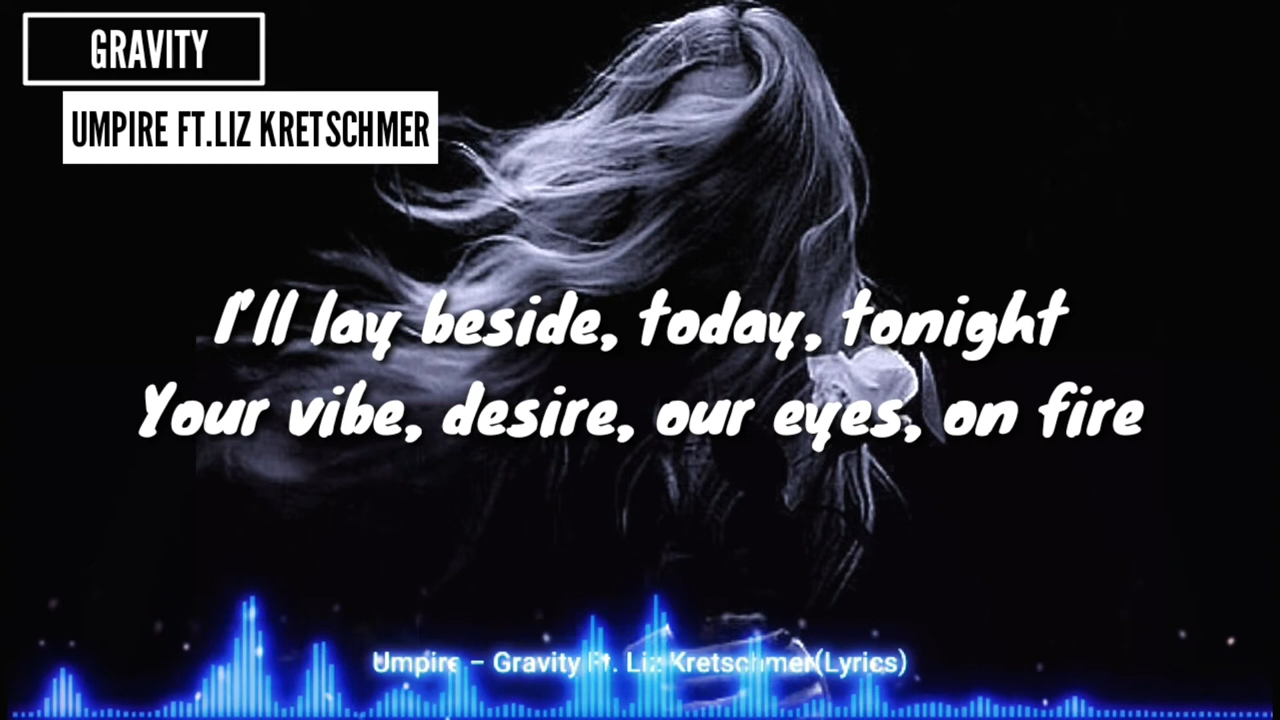 GRAVITY
UMPIRE FT.LIZ KRETSCHMER
I'll lay beside, today, tonight
Your vibe, desire, our eyes, on fire
Umpire – Gravity Ft. Liz Kretschmer(Lyrics)